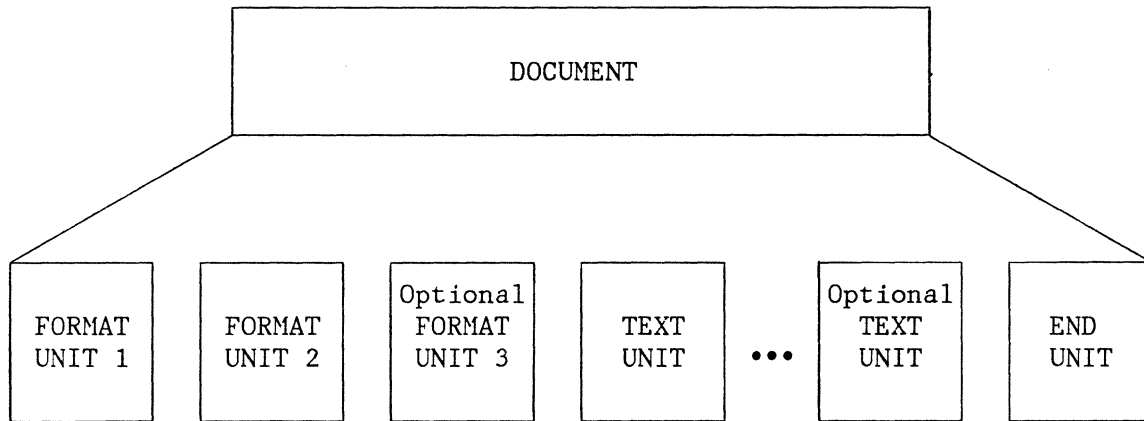 DOCUMENT
FORMAT
UNIT 1
FORMAT
UNIT 2
Optional
FORMAT
UNIT 3
TEXT
UNIT
•••
Optional
TEXT
UNIT
END
UNIT